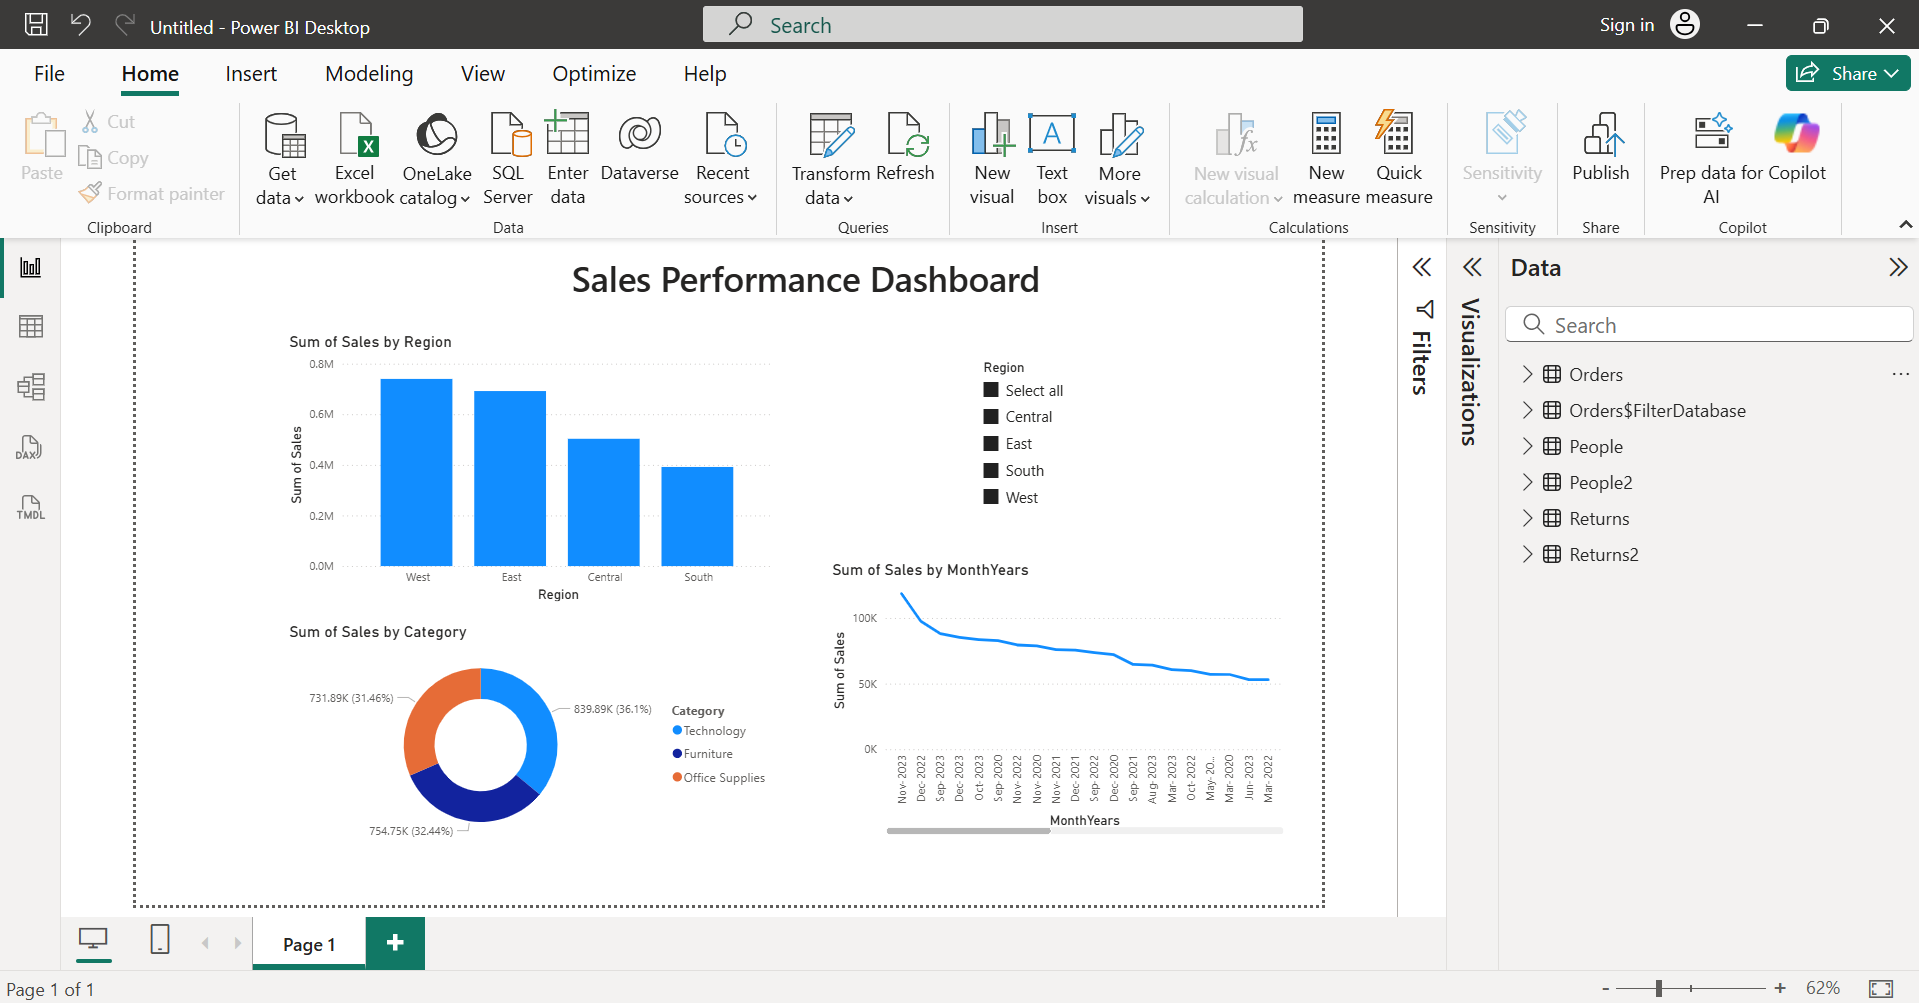 Untitled - Power BI Desktop
Search
Sign in
File
Home
Insert
Modeling
View
Optimize
Help
Share
Paste
Cut
Copy
Format painter
Clipboard
Get
data
Excel
workbook
OneLake
catalog
SQL
Server
Enter
data
Dataverse
Recent
sources
Data
Transform
data
Refresh
Queries
New
visual
Text
box
More
visuals
Insert
New visual
calculation
New
measure
Quick
measure
Calculations
Sensitivity
Sensitivity
Publish
Share
Prep data for
AI
Copilot
Copilot
DAX
TMDL
Sales Performance Dashboard
Sum of Sales by Region
0.8M
0.6M
0.4M
0.2M
0.0M
Sum of Sales
West
East
Central
South
Region
Region
Select all
Central
East
South
West
Sum of Sales by Category
731.89K (31.46%)
839.89K (36.1%)
754.75K (32.44%)
Category
Technology
Furniture
Office Supplies
Sum of Sales by MonthYears
100K
50K
0K
Sum of Sales
Nov-2023
Dec-2022
Sep-2023
Dec-2023
Oct-2023
Sep-2020
Nov-2022
Nov-2020
Nov-2021
Dec-2021
Sep-2022
Dec-2020
Sep-2021
Aug-2023
Mar-2023
Oct-2022
May-20...
Mar-2020
Jun-2023
Mar-2022
MonthYears
Filters
Visualizations
Data
Search
Orders
Orders$FilterDatabase
People
People2
Returns
Returns2
Page 1
Page 1 of 1
62%